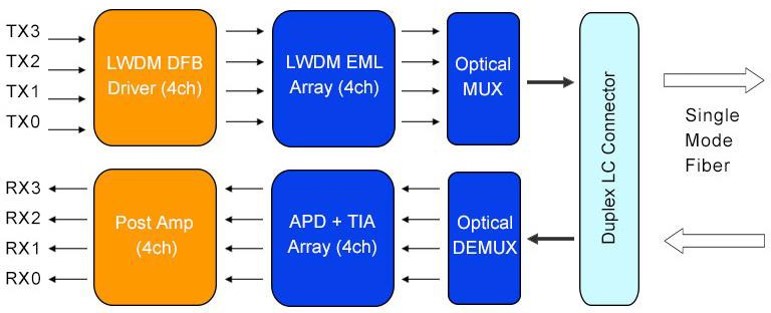 TX3
TX2
TX1
TX0
LWDM DFB
Driver (4ch)
LWDM EML
Array (4ch)
Optical
MUX
Duplex LC Connector
Single
Mode
Fiber
RX3
RX2
RX1
RX0
Post Amp
(4ch)
APD + TIA
Array (4ch)
Optical
DEMUX